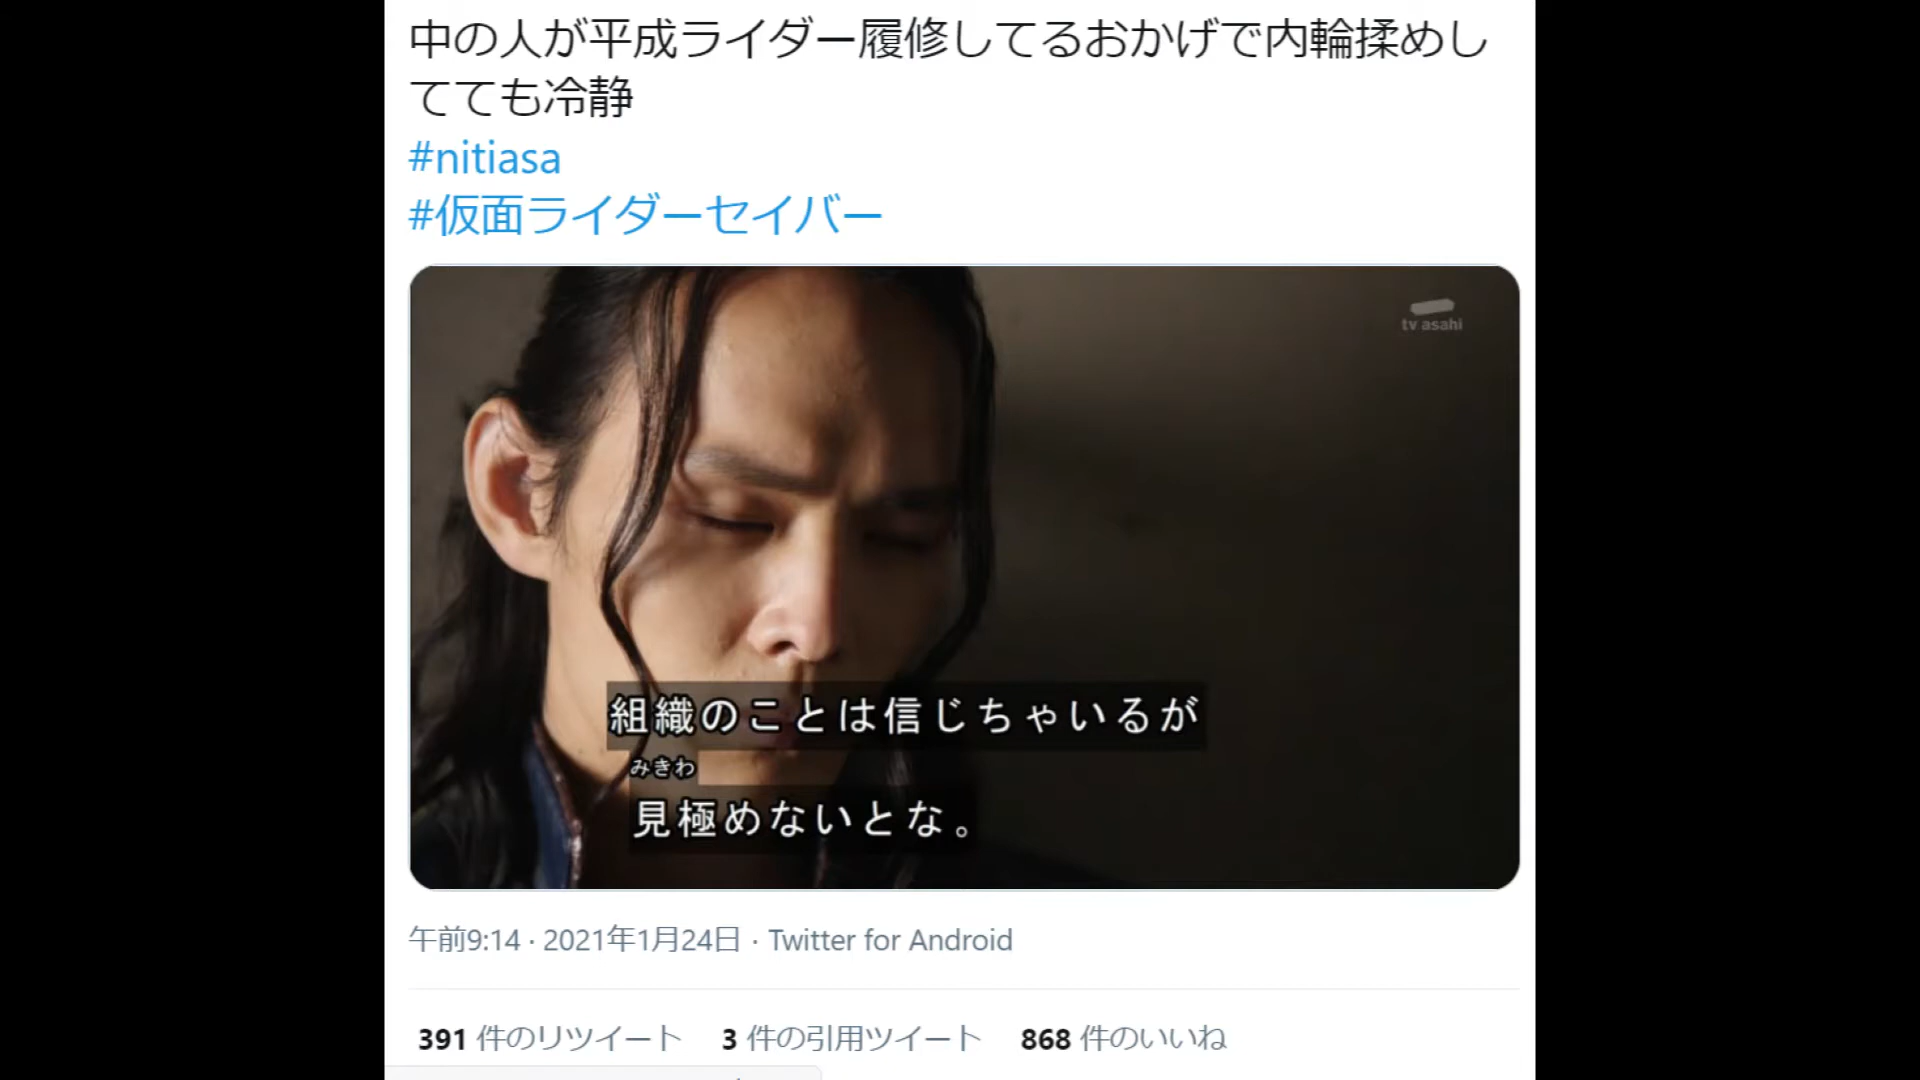 中の人が平成ライダー履修してるおかげで内輪揉めし
てても冷静
#nitiasa
#仮面ライダーセイバー
tv asahi
組織のことは信じちゃいるが
みきわ
見極めないとな。
午前9:14 · 2021年1月24日 · Twitter for Android
391 件のリツイート 3 件の引用ツイート 868 件のいいね